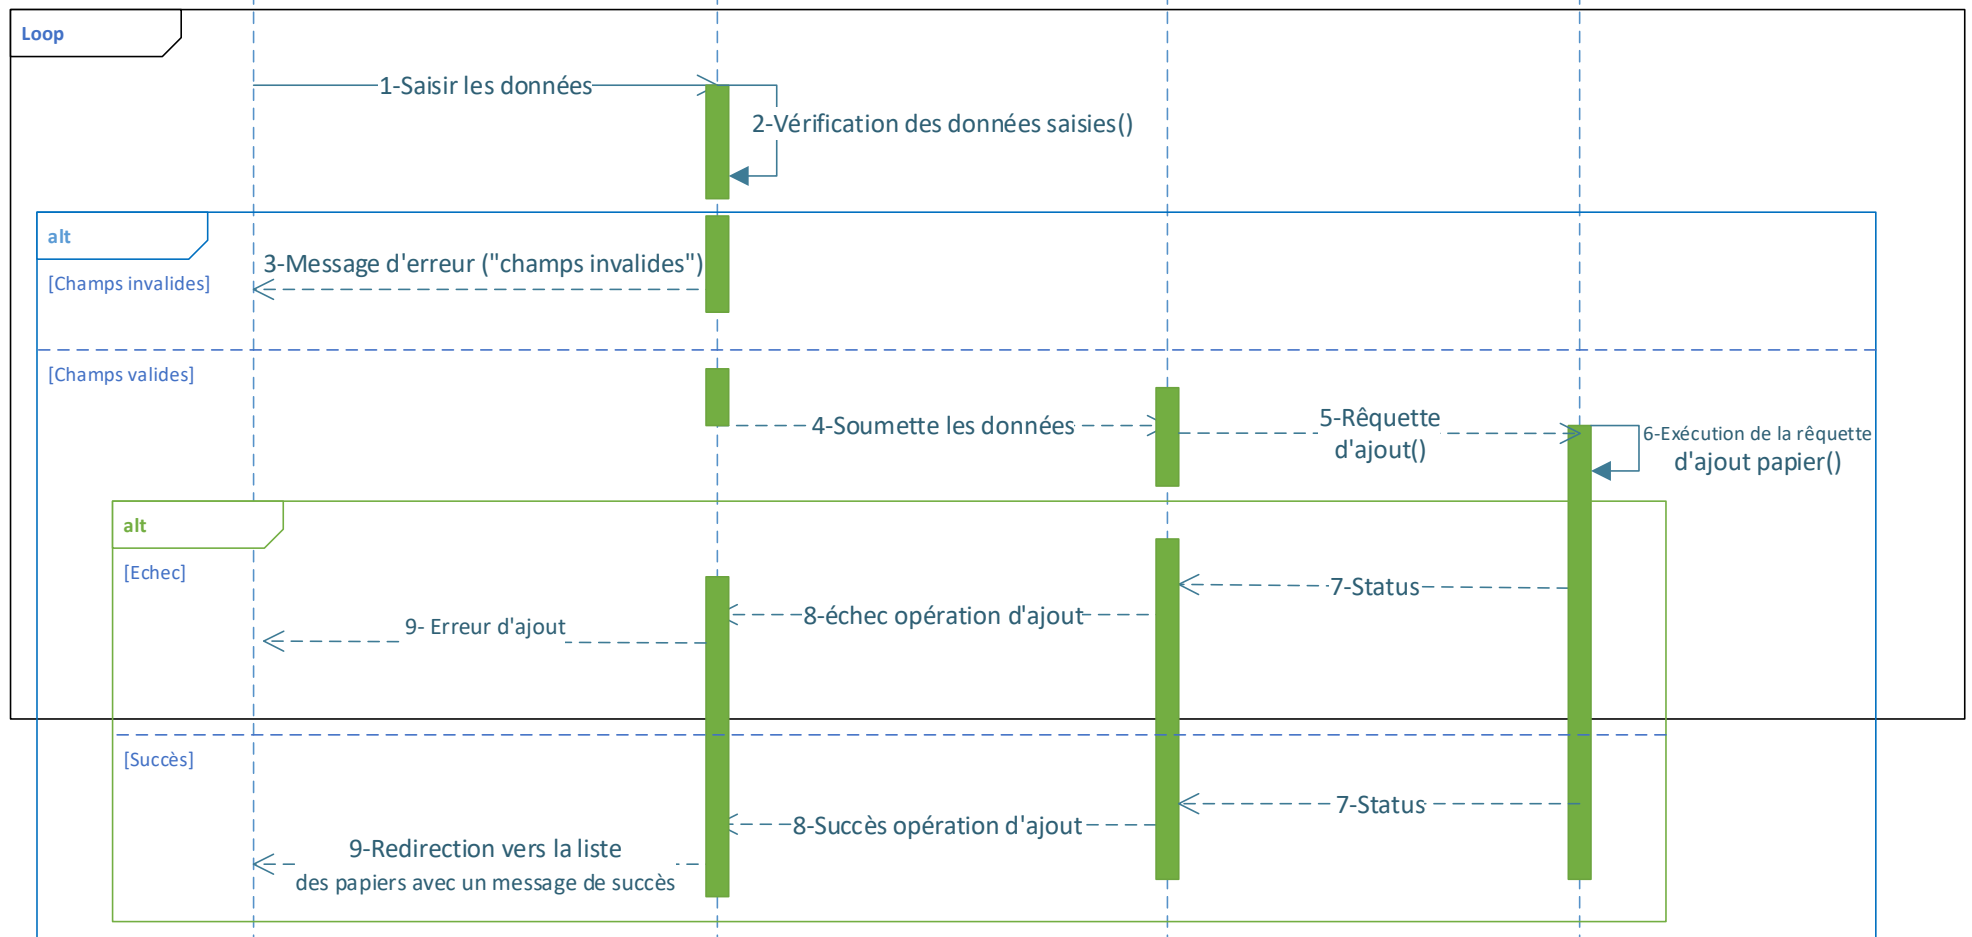 Loop
1-Saisir les données
2-Vérification des données saisies()
alt
3-Message d'erreur ("champs invalides")
[Champs invalides]
[Champs valides]
4-Soumette les données
5-Rêquette
d'ajout()
6-Exécution de la rêquette
d'ajout papier()
alt
[Echec]
7-Status
8-échec opération d'ajout
9- Erreur d'ajout
[Succès]
7-Status
8-Succès opération d'ajout
9-Redirection vers la liste
des papiers avec un message de succès